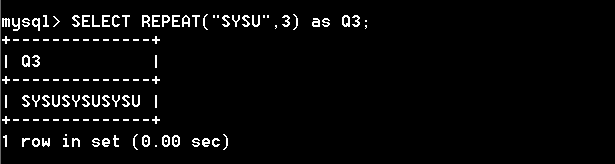 mysql> SELECT REPEAT("SYSU",3) as Q3;
+--------------+
| Q3           |
+--------------+
| SYSUSYSUSYSU |
+--------------+
1 row in set (0.00 sec)